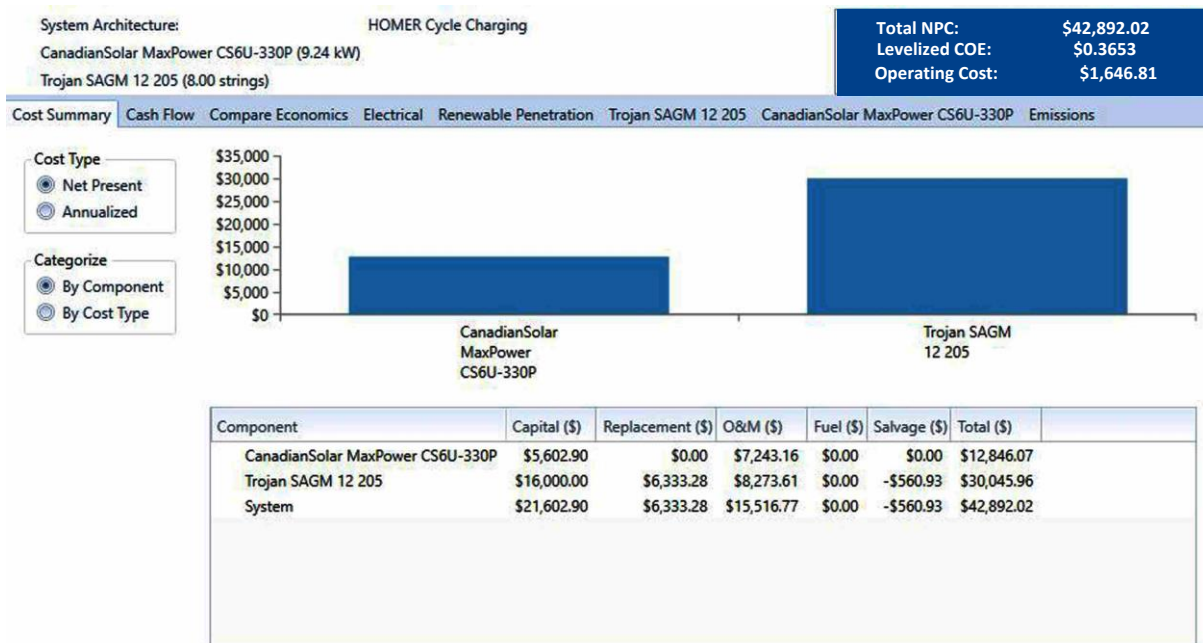 System Architecture: HOMER Cycle Charging
CanadianSolar MaxPower CS6U-330P (9.24 kW)
Trojan SAGM 12 205 (8.00 strings)
Total NPC: $42,892.02
Levelized COE: $0.3653
Operating Cost: $1,646.81
Cost Summary Cash Flow Compare Economics Electrical Renewable Penetration Trojan SAGM 12 205 CanadianSolar MaxPower CS6U-330P Emissions
Cost Type
Net Present
Annualized
Categorize
By Component
By Cost Type
$35,000
$30,000
$25,000
$20,000
$15,000
$10,000
$5,000
$0
CanadianSolar
MaxPower
CS6U-330P
Trojan SAGM
12 205
Component Capital ($) Replacement ($) O&M ($) Fuel ($) Salvage ($) Total ($)
CanadianSolar MaxPower CS6U-330P $5,602.90 $0.00 $7,243.16 $0.00 $0.00 $12,846.07
Trojan SAGM 12 205 $16,000.00 $6,333.28 $8,273.61 $0.00 -$560.93 $30,045.96
System $21,602.90 $6,333.28 $15,516.77 $0.00 -$560.93 $42,892.02